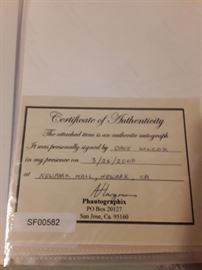 Certificate of Authenticity
The attached item is an authentic autograph.
It was personally signed by DAVE WILCOX
in my presence on 3/26/2000
at NEWARK MALL, NEWARK, CA
Phautographix
PO Box 20127
San Jose, Ca. 95160
SF00582